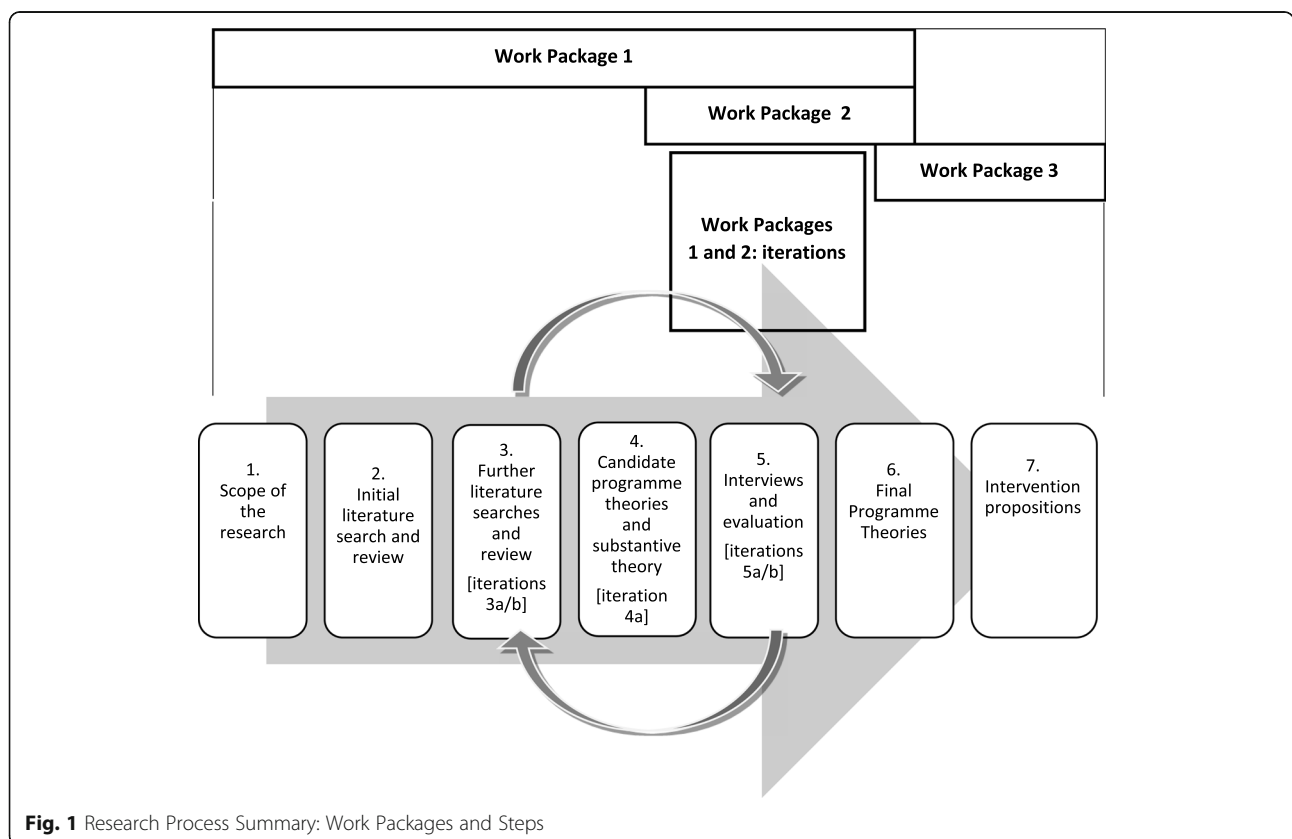 Work Package 1
Work Package 2
Work Package 3
Work Packages
1 and 2: iterations
1.
Scope of
the
research
2.
Initial
literature
search and
review
3.
Further
literature
searches
and
review
[iterations
3a/b]
4.
Candidate
programme
theories
and
substantive
theory
[iteration
4a]
5.
Interviews
and
evaluation
[iterations
5a/b]
6.
Final
Programme
Theories
7.
Intervention
propositions
Fig. 1 Research Process Summary: Work Packages and Steps